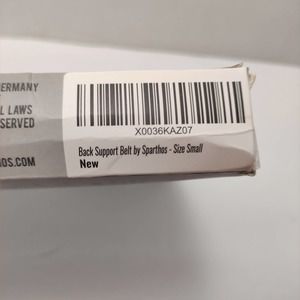 ERMANY
L LAWS
SERVED
OS.COM
X0036KAZ07
Back Support Belt by Sparthos - Size Small
New